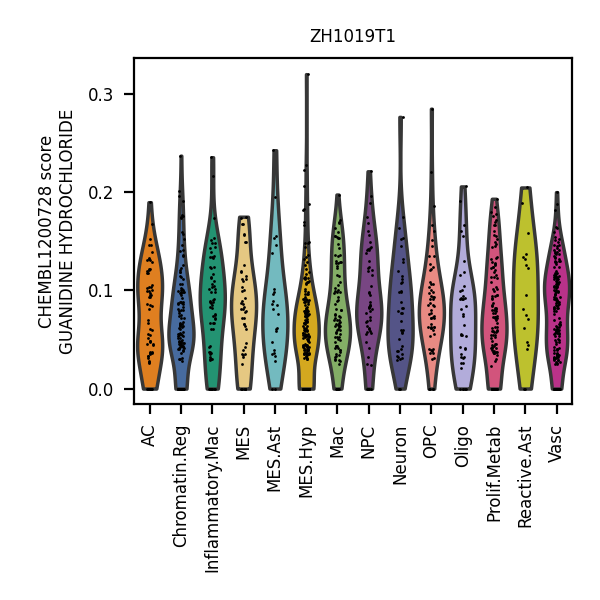 ZH1019T1
CHEMBL1200728 score
GUANIDINE HYDROCHLORIDE
0.3
0.2
0.1
0.0
AC
Chromatin.Reg
Inflammatory.Mac
MES
MES.Ast
MES.Hyp
Mac
NPC
Neuron
OPC
Oligo
Prolif.Metab
Reactive.Ast
Vasc